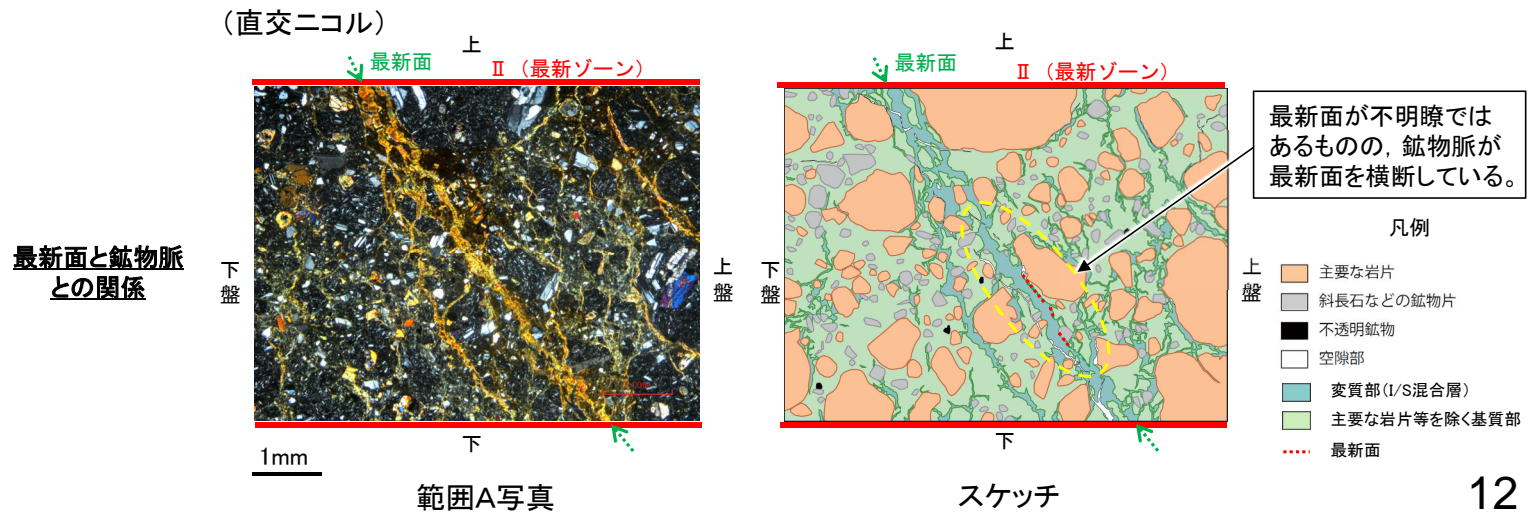 (直交ニコル)
上
最新面
Ⅱ (最新ゾーン)
最新面と鉱物脈
との関係
下盤
上盤
下
1mm
範囲A写真
上
最新面
Ⅱ (最新ゾーン)
下盤
上盤
下
スケッチ
最新面が不明瞭では
あるものの,鉱物脈が
最新面を横断している。
凡例
主要な岩片
斜長石などの鉱物片
不透明鉱物
空隙部
変質部(I/S混合層)
主要な岩片等を除く基質部
最新面
12